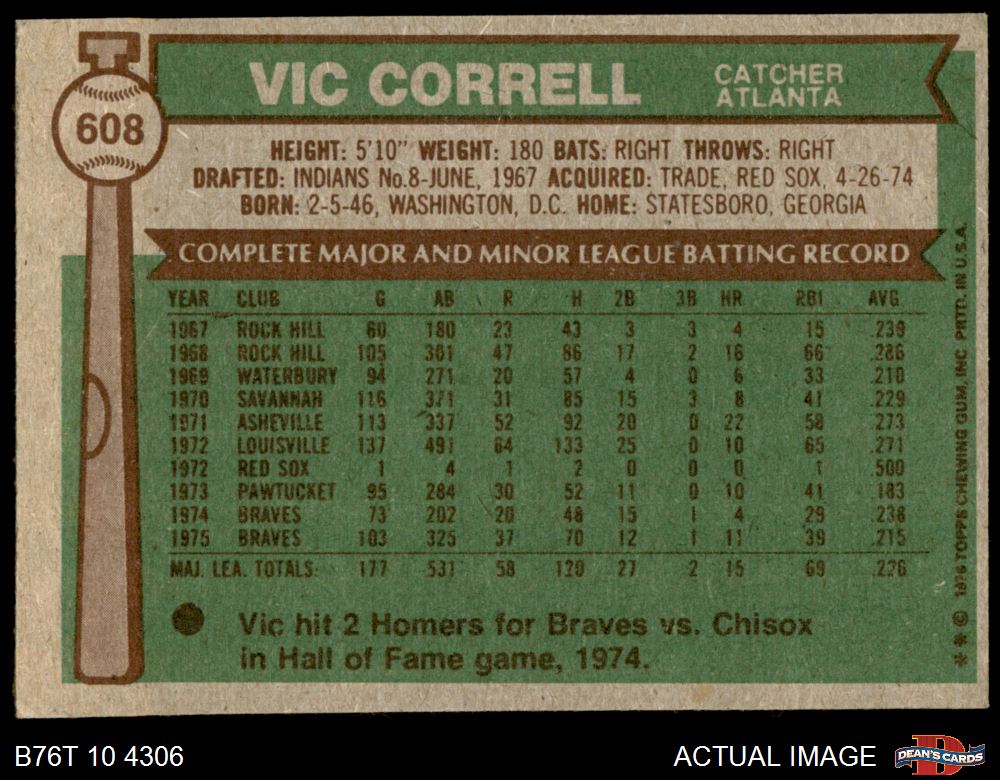 608
VIC CORRELL CATCHER
ATLANTA
HEIGHT: 5'10" WEIGHT: 180 BATS: RIGHT THROWS: RIGHT
DRAFTED: INDIANS No.8-JUNE, 1967 ACQUIRED: TRADE, RED SOX, 4-26-74
BORN: 2-5-46, WASHINGTON, D.C. HOME: STATESBORO, GEORGIA
COMPLETE MAJOR AND MINOR LEAGUE BATTING RECORD
YEAR CLUB G AB R H 2B 3B HR RBI AVG
1967 ROCK HILL 60 180 23 43 3 3 4 15 .239
1968 ROCK HILL 105 301 47 86 17 2 16 66 .286
1969 WATERBURY 94 271 20 57 4 0 6 33 .210
1970 SAVANNAH 116 371 31 85 15 3 8 41 .229
1971 ASHEVILLE 113 337 52 92 20 0 22 58 .273
1972 LOUISVILLE 137 491 64 133 25 0 10 65 .271
1972 RED SOX 1 4 1 2 0 0 0 1 .500
1973 PAWTUCKET 95 284 30 52 11 0 10 41 .183
1974 BRAVES 73 202 20 48 15 1 4 29 .238
1975 BRAVES 103 325 37 70 12 1 11 39 .215
MAJ. LEA. TOTALS 177 531 58 120 27 2 15 69 .226
Vic hit 2 Homers for Braves vs. Chisox
in Hall of Fame game, 1974.
** © 1976 TOPPS CHEWING GUM, INC. PRTD. IN U.S.A.
B76T 10 4306 ACTUAL IMAGE
D
DEAN'S CARDS